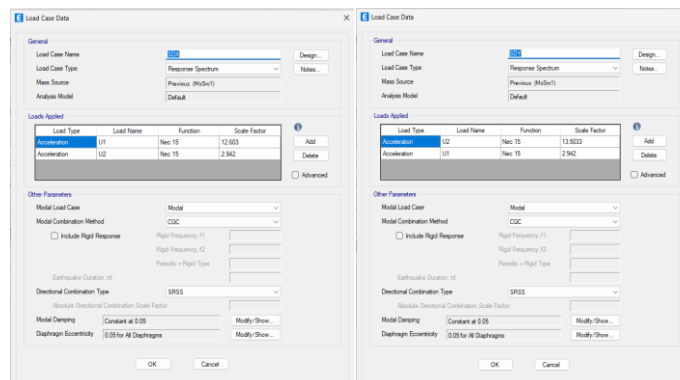 Load Case Data
General
Load Case Name SDX Design...
Load Case Type Response Spectrum Notes...
Mass Source Previous (MsSrc1)
Analysis Model Default
Loads Applied
Load Type Load Name Function Scale Factor
Acceleration U1 Nec 15 12.603 Add
Acceleration U2 Nec 15 2.942 Delete
Advanced
Other Parameters
Modal Load Case Modal
Modal Combination Method CQC
Include Rigid Response Rigid Frequency, f1
Rigid Frequency, f2
Periodic + Rigid Type
Earthquake Duration, td
Directional Combination Type SRSS
Absolute Directional Combination Scale Factor
Modal Damping Constant at 0.05 Modify/Show...
Diaphragm Eccentricity 0.05 for All Diaphragms Modify/Show...
OK Cancel
Load Case Data
General
Load Case Name SDY Design...
Load Case Type Response Spectrum Notes...
Mass Source Previous (MsSrc1)
Analysis Model Default
Loads Applied
Load Type Load Name Function Scale Factor
Acceleration U2 Nec 15 13.5033 Add
Acceleration U1 Nec 15 2.942 Delete
Advanced
Other Parameters
Modal Load Case Modal
Modal Combination Method CQC
Include Rigid Response Rigid Frequency, f1
Rigid Frequency, f2
Periodic + Rigid Type
Earthquake Duration, td
Directional Combination Type SRSS
Absolute Directional Combination Scale Factor
Modal Damping Constant at 0.05 Modify/Show...
Diaphragm Eccentricity 0.05 for All Diaphragms Modify/Show...
OK Cancel